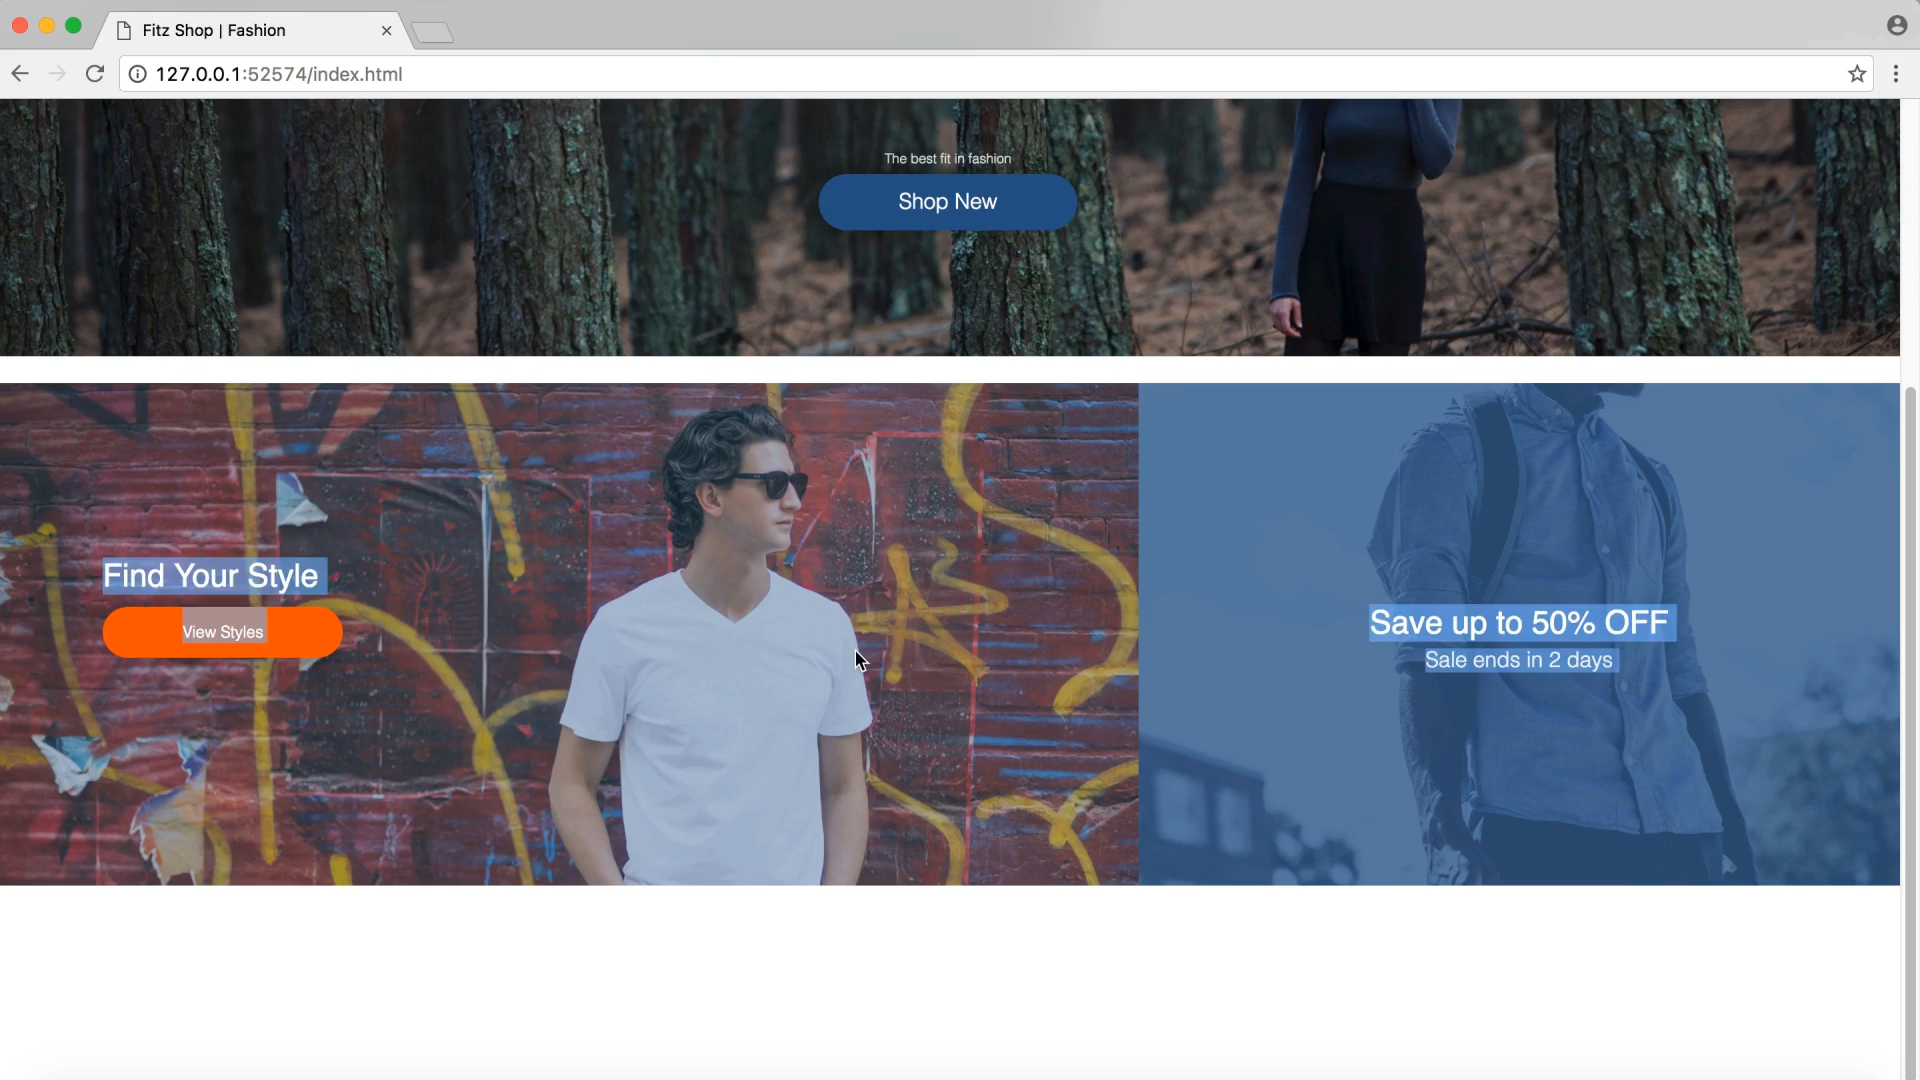 Fitz Shop | Fashion
127.0.0.1:52574/index.html
The best fit in fashion
Shop New
Find Your Style
View Styles
Save up to 50% OFF
Sale ends in 2 days